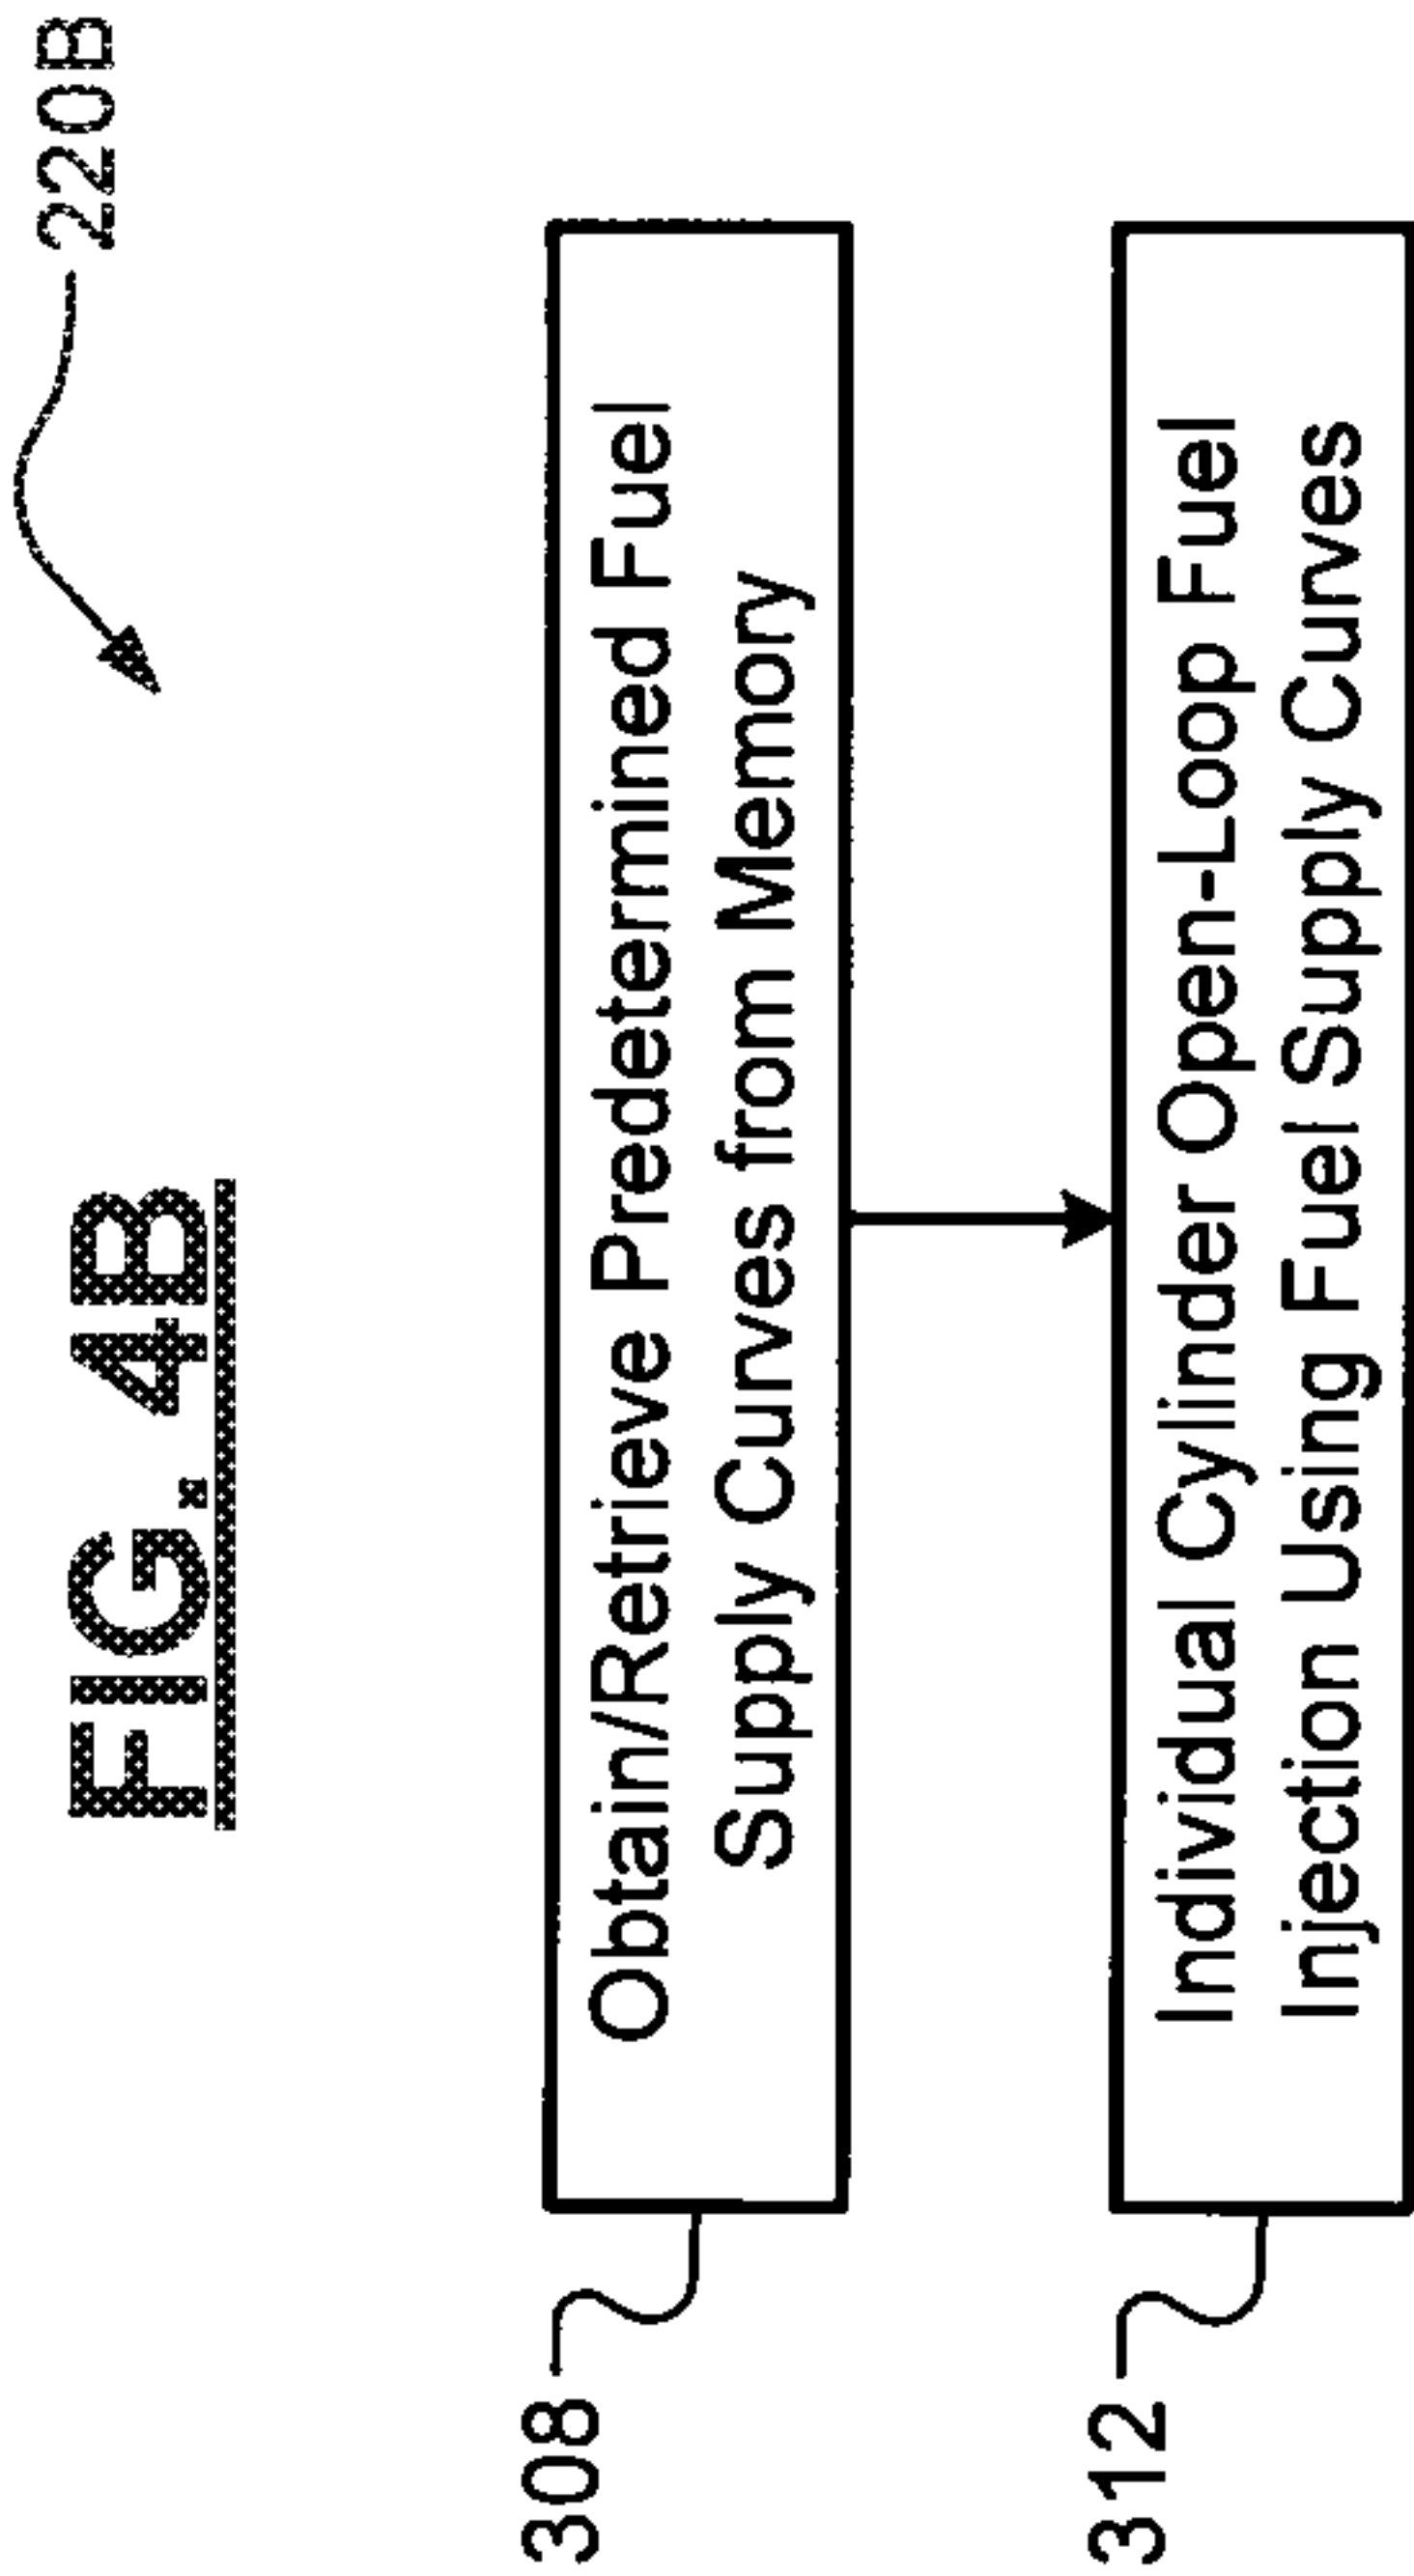 FIG. 4B
220B
308
Obtain/Retrieve Predetermined Fuel
Supply Curves from Memory
312
Individual Cylinder Open-Loop Fuel
Injection Using Fuel Supply Curves